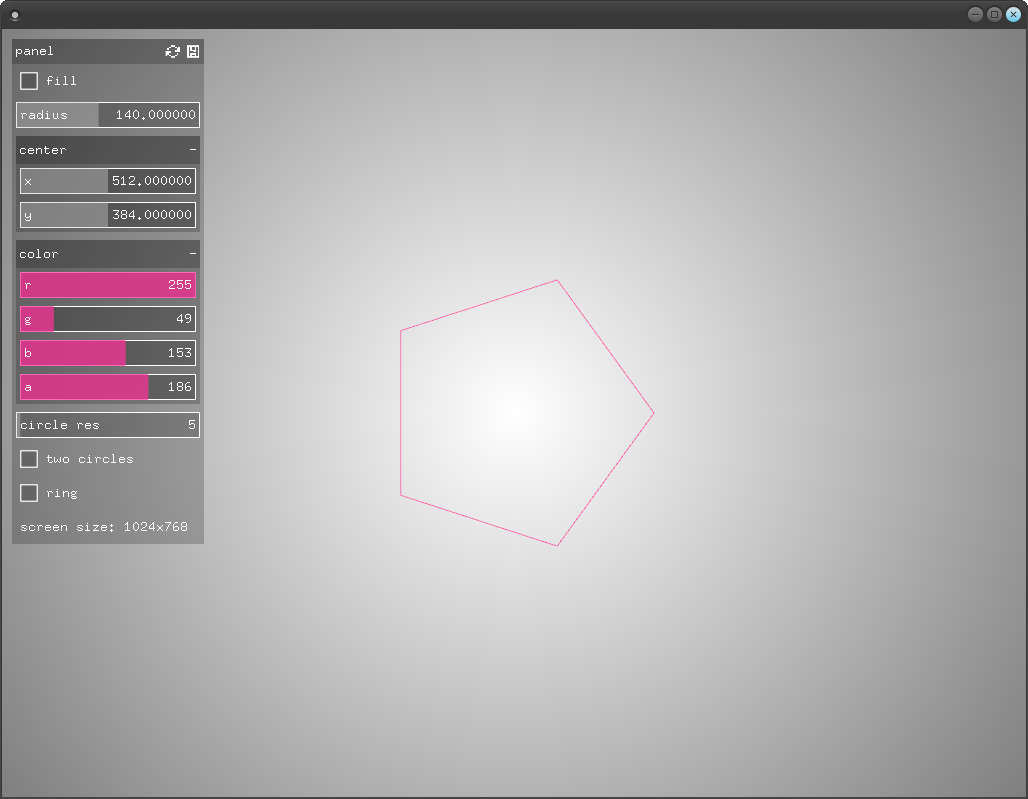 panel
fill
radius 140.000000
center -
x 512.000000
y 384.000000
color -
r 255
g 49
b 153
a 186
circle res 5
two circles
ring
screen size: 1024x768